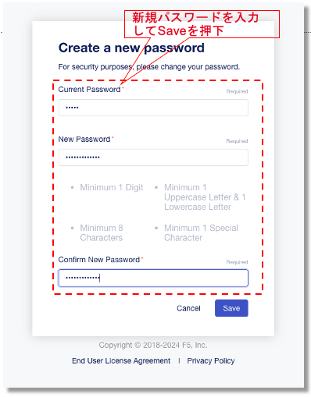 新規パスワードを入力
してSaveを押下
Create a new password
For security purposes, please change your password.
Current Password*
Required
•••••
New Password*
Required
•••••••••••••
• Minimum 1 Digit
• Minimum 1
Uppercase Letter & 1
Lowercase Letter
• Minimum 8
Characters
• Minimum 1 Special
Character
Confirm New Password*
Required
•••••••••••••
Cancel
Save
Copyright © 2018-2024 F5, Inc.
End User License Agreement | Privacy Policy